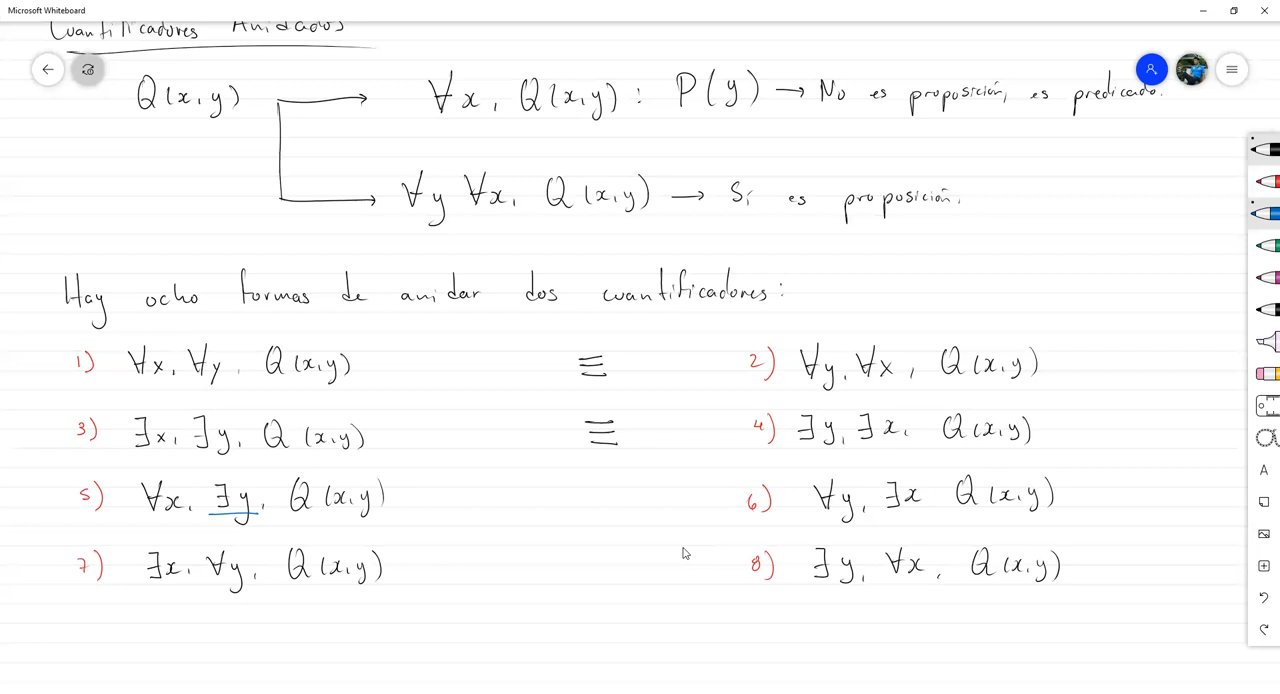 Microsoft Whiteboard
Cuantificadores Anidados
Q(x,y) ∀x, Q(x,y) : P(y) → No es proposición, es predicado.
∀y ∀x, Q(x,y) → Sí es proposición.
Hay ocho formas de anidar dos cuantificadores:
1) ∀x, ∀y, Q(x,y) ≡ 2) ∀y, ∀x, Q(x,y)
3) ∃x, ∃y, Q(x,y) ≡ 4) ∃y, ∃x, Q(x,y)
5) ∀x, ∃y, Q(x,y) 6) ∀y, ∃x Q(x,y)
7) ∃x, ∀y, Q(x,y) 8) ∃y, ∀x, Q(x,y)
A